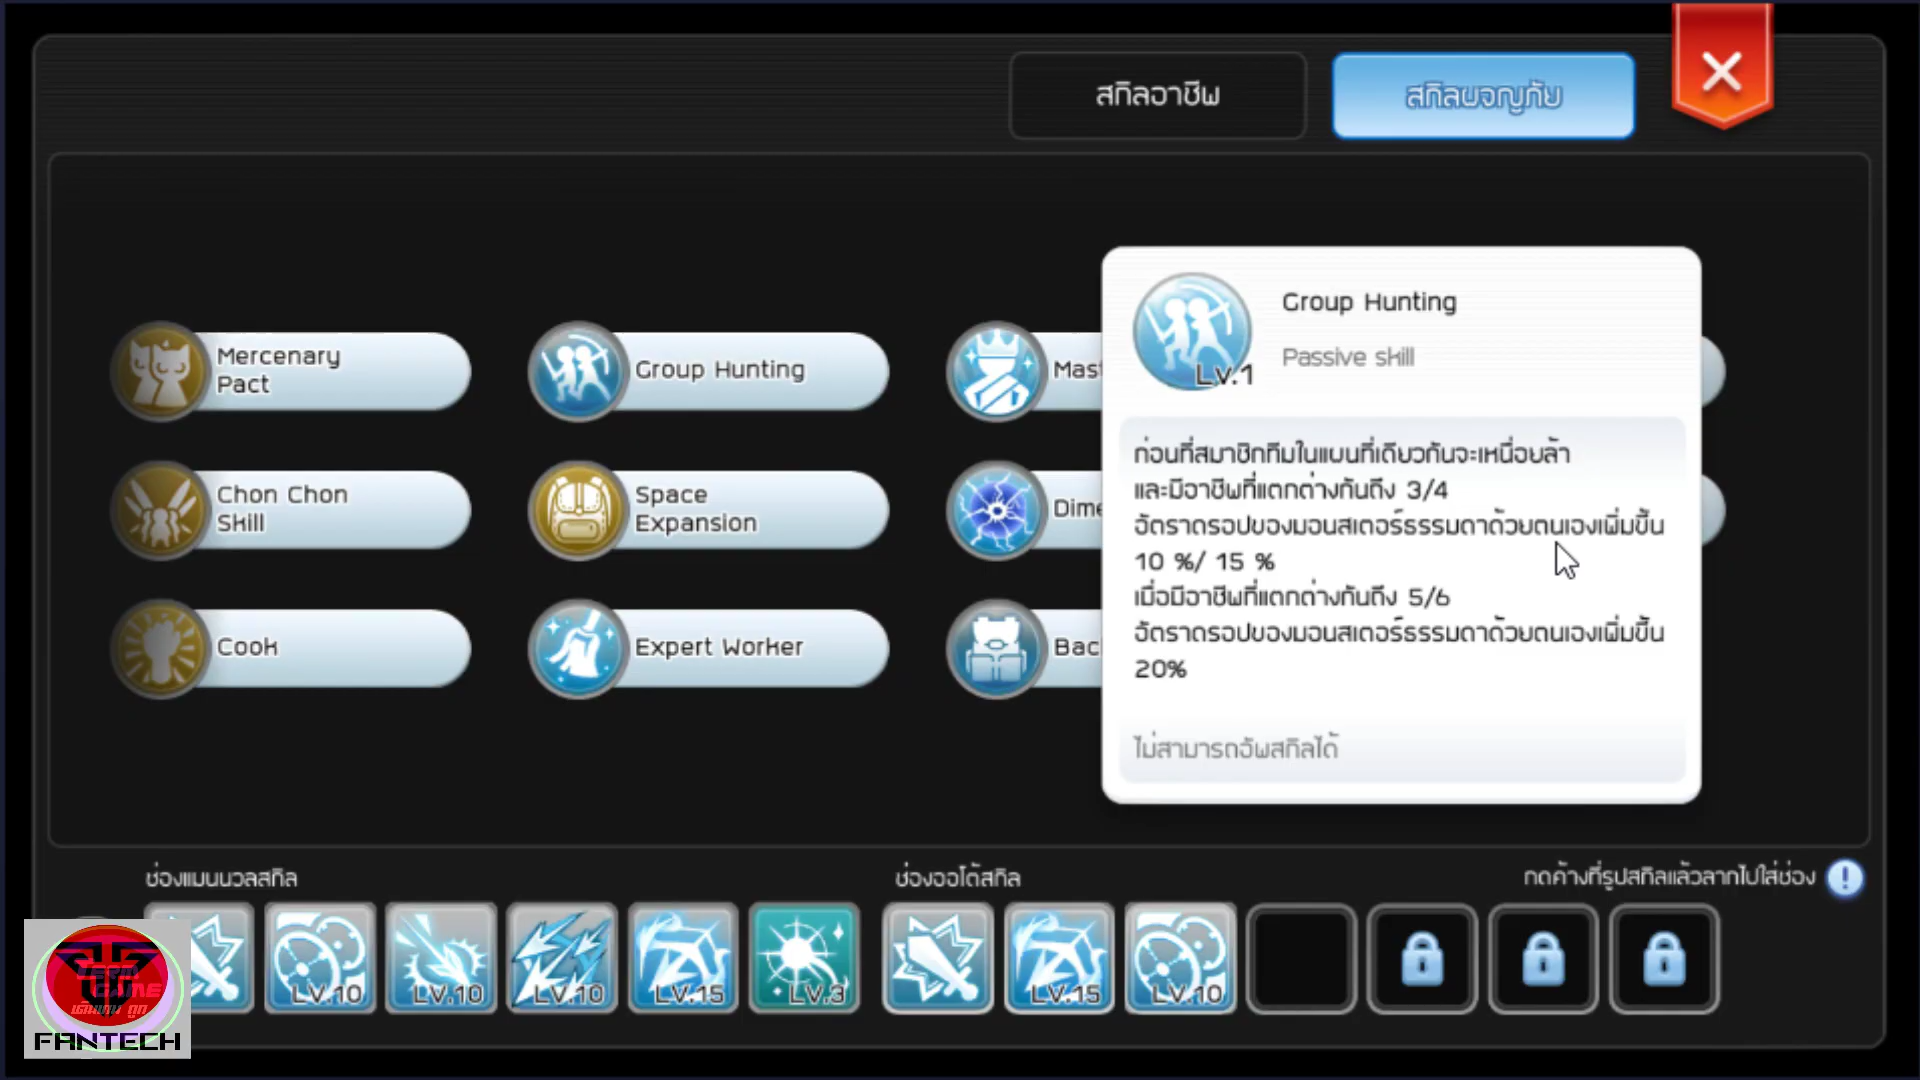 สกิลอาชีพ
สกิลผจญภัย
Mercenary
Pact
Group Hunting
Mast
Chon Chon
Skill
Space
Expansion
Dime
Cook
Expert Worker
Bac
Group Hunting
Passive skill
Lv.1
ก่อนที่สมาชิกทีมในแผนที่เดียวกันจะเหนื่อยล้า
และมีอาชีพที่แตกต่างกันถึง 3/4
อัตราดรอปของมอนสเตอร์ธรรมดาด้วยตนเองเพิ่มขึ้น
10 %/ 15 %
เมื่อมีอาชีพที่แตกต่างกันถึง 5/6
อัตราดรอปของมอนสเตอร์ธรรมดาด้วยตนเองเพิ่มขึ้น
20%
ไม่สามารถอัพสกิลได้
ช่องแมนนวลสกิล
ช่องออโต้สกิล
กดค้างที่รูปสกิลแล้วลากไปใส่ช่อง
LV.10
LV.10
LV.10
LV.15
LV.3
LV.15
LV.10
TERM
GAME
FANTECH